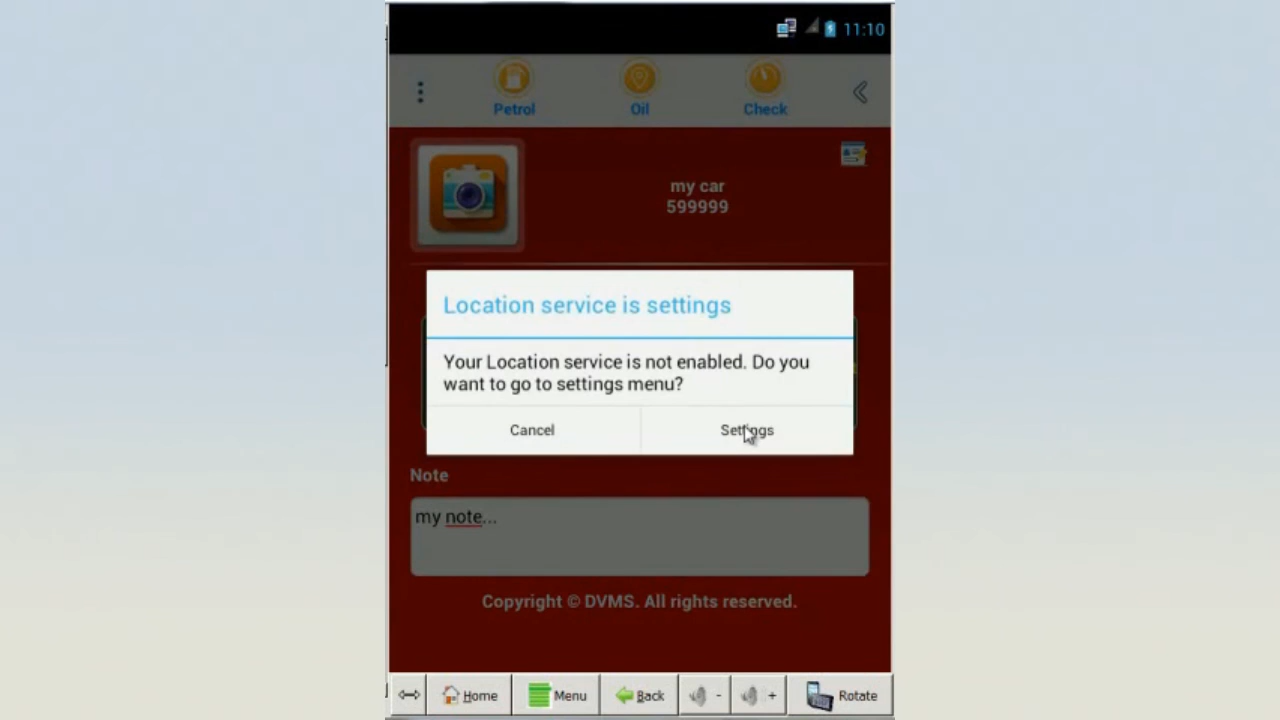 11:10
Petrol
Oil
Check
my car
599999
Location service is settings
Your Location service is not enabled. Do you
want to go to settings menu?
Cancel
Settings
Note
my note...
Copyright © DVMS. All rights reserved.
Home
Menu
Back
-
+
Rotate